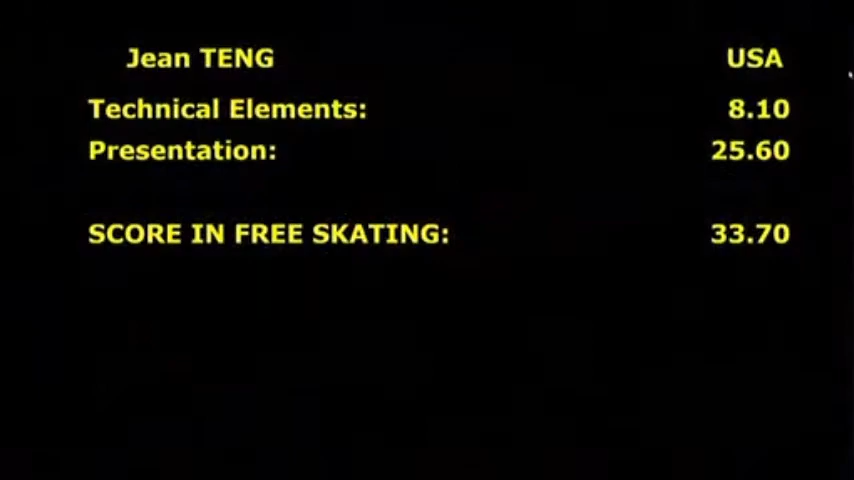 Jean TENG USA
Technical Elements: 8.10
Presentation: 25.60
SCORE IN FREE SKATING: 33.70